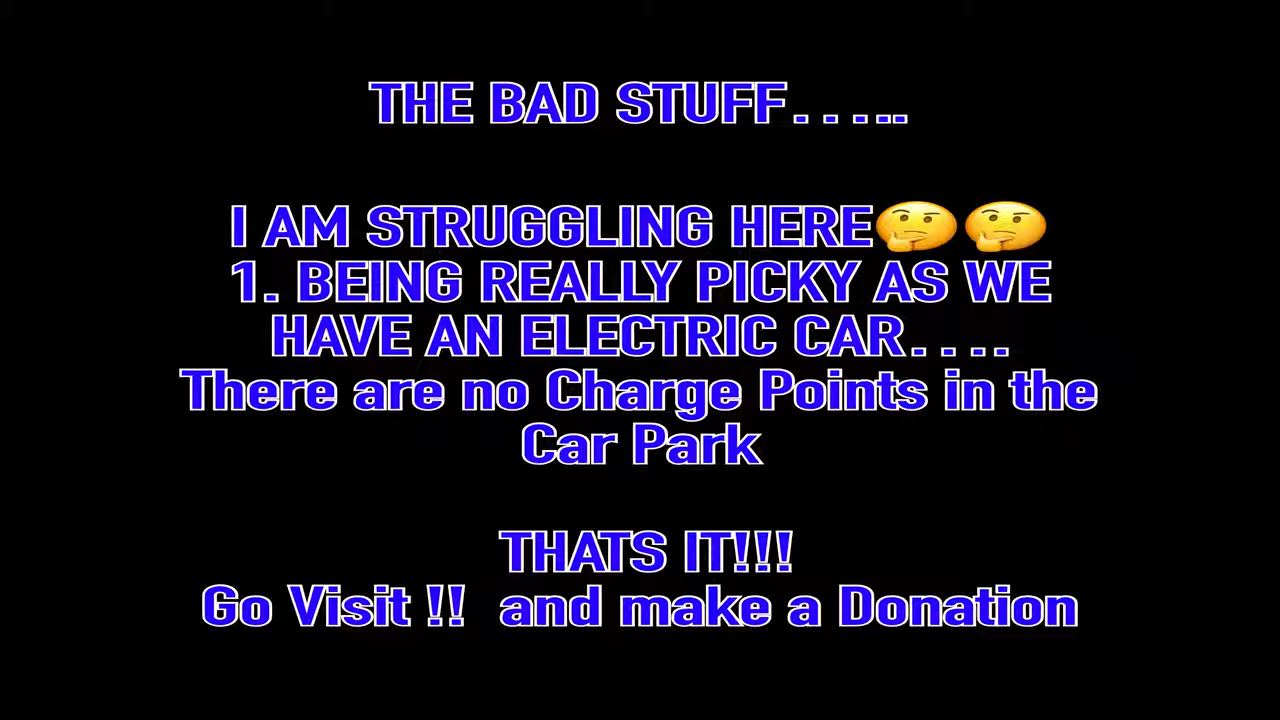 THE BAD STUFF…..
I AM STRUGGLING HERE🤔🤔
1. BEING REALLY PICKY AS WE
HAVE AN ELECTRIC CAR….
There are no Charge Points in the
Car Park
THATS IT!!!
Go Visit !!  and make a Donation